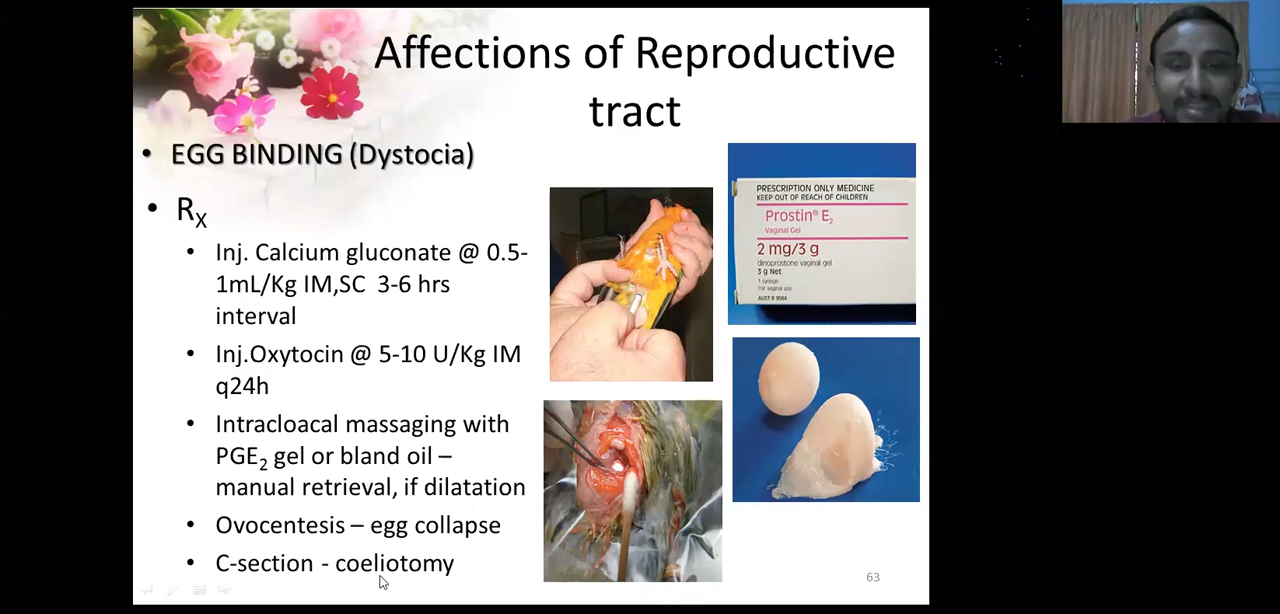 Affections of Reproductive
tract
• EGG BINDING (Dystocia)
• RX
• Inj. Calcium gluconate @ 0.5-
1mL/Kg IM,SC 3-6 hrs
interval
• Inj.Oxytocin @ 5-10 U/Kg IM
q24h
• Intracloacal massaging with
PGE2 gel or bland oil –
manual retrieval, if dilatation
• Ovocentesis – egg collapse
• C-section - coeliotomy
PRESCRIPTION ONLY MEDICINE
KEEP OUT OF REACH OF CHILDREN
Prostin® E2
Vaginal Gel
2 mg/3 g
dinoprostone vaginal gel
3 g Net
1 syringe
For vaginal use
AUST R 9504
63